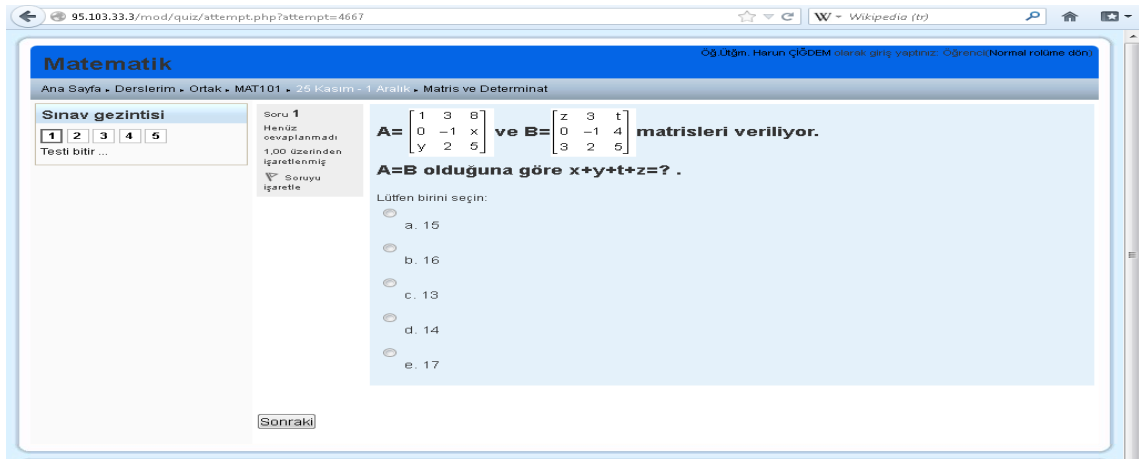 95.103.33.3/mod/quiz/attempt.php?attempt=4667
W - Wikipedia (tr)
Öğ.Ütğm. Harun ÇİĞDEM olarak giriş yaptınız: Öğrenci(Normal rolüme dön)
Matematik
Ana Sayfa ▸ Derslerim ▸ Ortak ▸ MAT101 ▸ 25 Kasım - 1 Aralık ▸ Matris ve Determinat
Sınav gezintisi
1 2 3 4 5
Testi bitir ...
Soru 1
Henüz
cevaplanmadı
1,00 üzerinden
işaretlenmiş
Soruyu
işaretle
A= [1 3 8; 0 −1 x; y 2 5] ve B= [z 3 t; 0 −1 4; 3 2 5] matrisleri veriliyor.
A=B olduğuna göre x+y+t+z=? .
Lütfen birini seçin:
a. 15
b. 16
c. 13
d. 14
e. 17
Sonraki